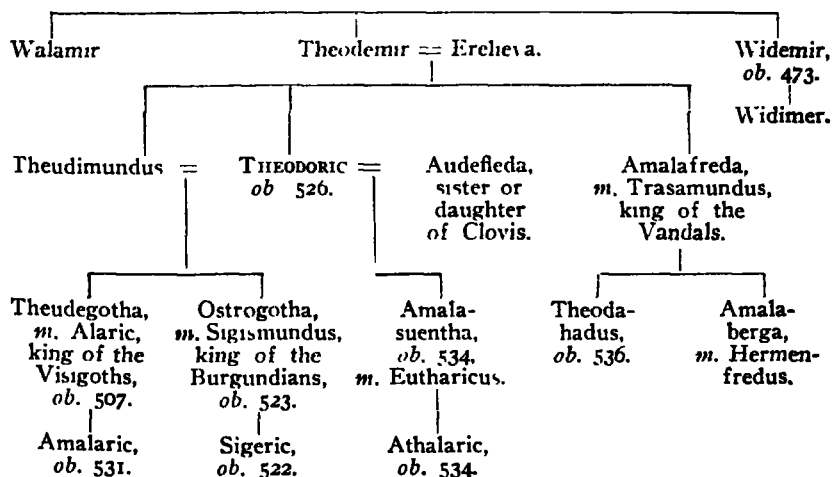 Walamir Theodemir = Erelieva. Widemir,
ob. 473.
Widimer.
Theudimundus = THEODORIC = Audefleda, Amalafreda,
ob 526. sister or m. Trasamundus,
daughter king of the
of Clovis. Vandals.
Theudegotha, Ostrogotha, Amala- Theoda- Amala-
m. Alaric, m. Sigismundus, suentha, hadus, berga,
king of the king of the ob. 534. ob. 536. m. Hermen-
Visigoths, Burgundians, m. Eutharicus. fredus.
ob. 507. ob. 523.
Amalaric, Sigeric, Athalaric,
ob. 531. ob. 522. ob. 534.